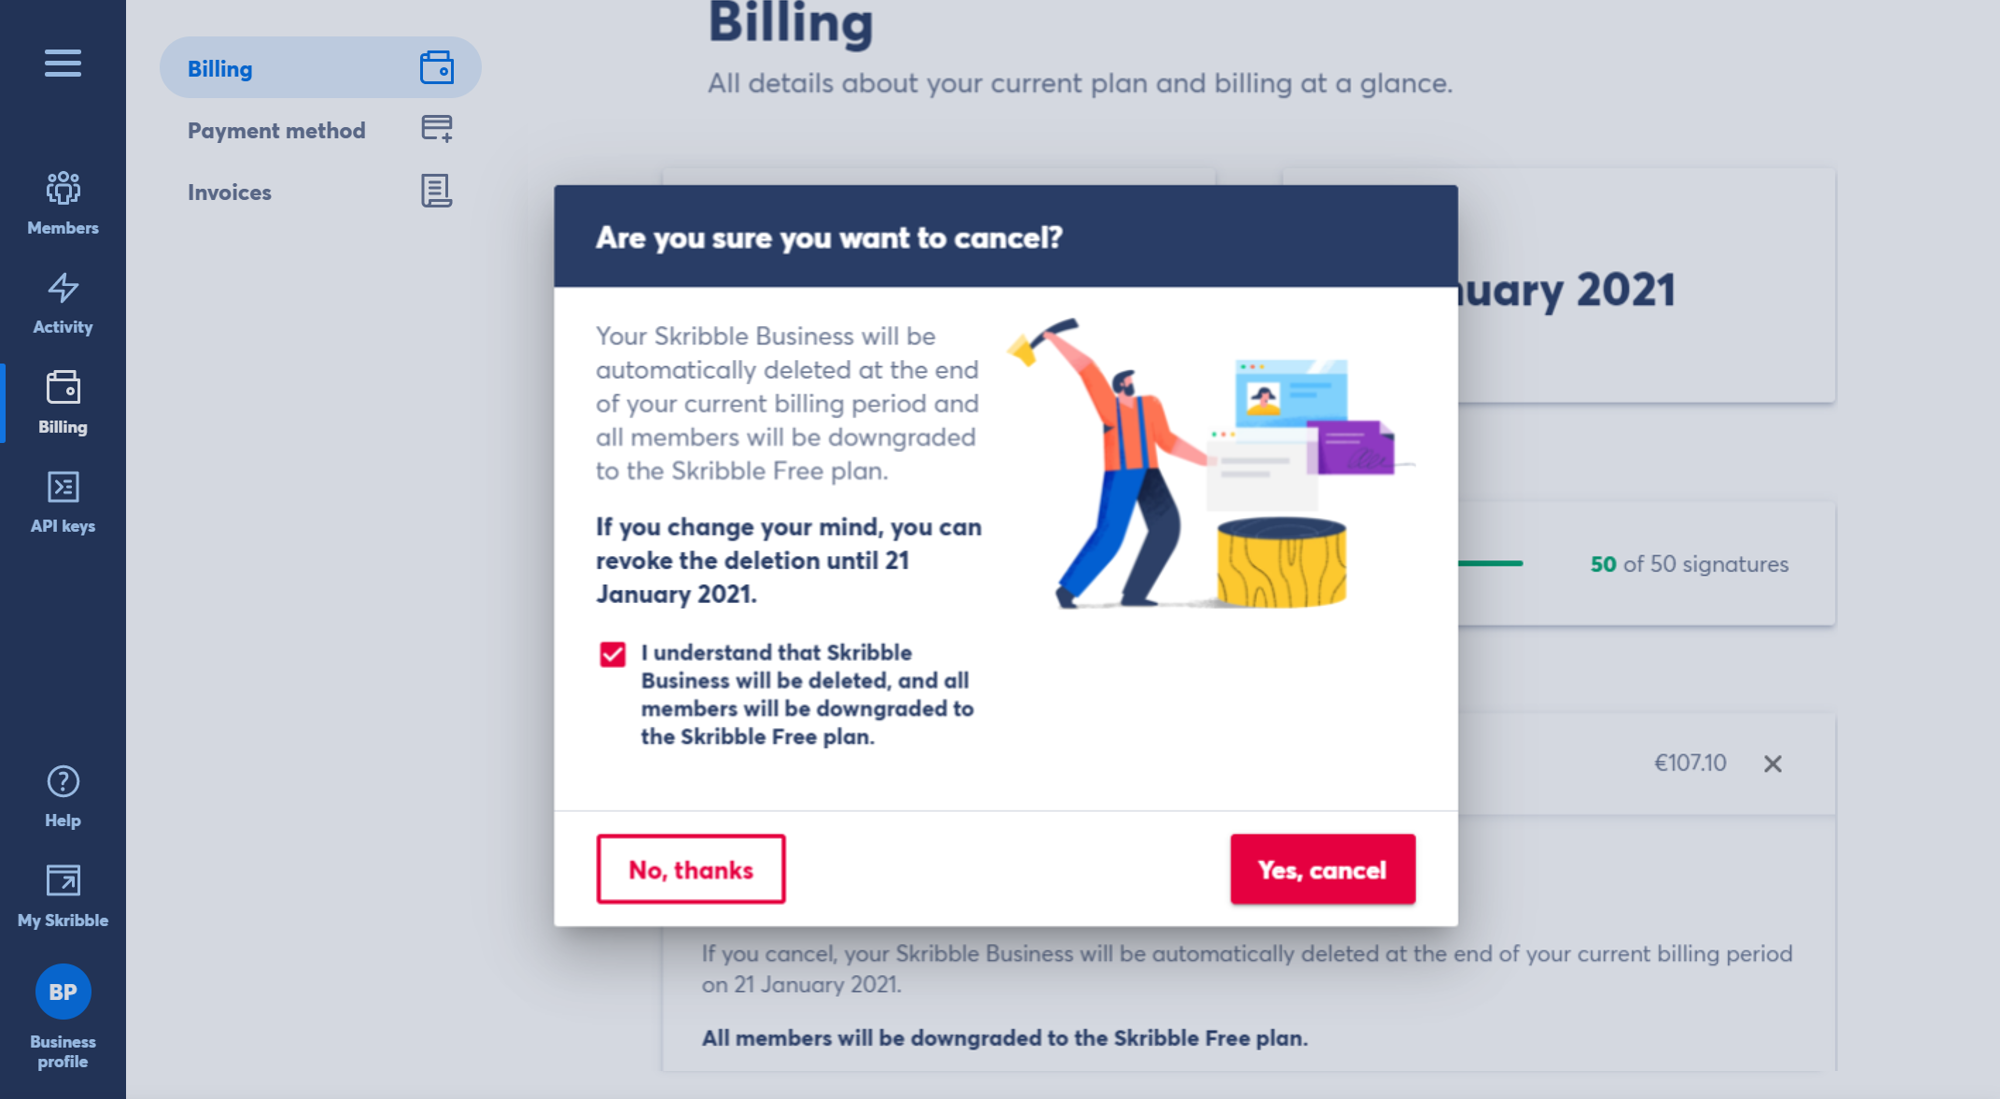 Billing
All details about your current plan and billing at a glance.
Billing
Payment method
Invoices
Members
Activity
Billing
API keys
Help
My Skribble
BP
Business
profile
Are you sure you want to cancel?
Your Skribble Business will be
automatically deleted at the end
of your current billing period and
all members will be downgraded
to the Skribble Free plan.
If you change your mind, you can
revoke the deletion until 21
January 2021.
I understand that Skribble
Business will be deleted, and all
members will be downgraded to
the Skribble Free plan.
No, thanks
Yes, cancel
2021
50 of 50 signatures
€107.10
If you cancel, your Skribble Business will be automatically deleted at the end of your current billing period
on 21 January 2021.
All members will be downgraded to the Skribble Free plan.